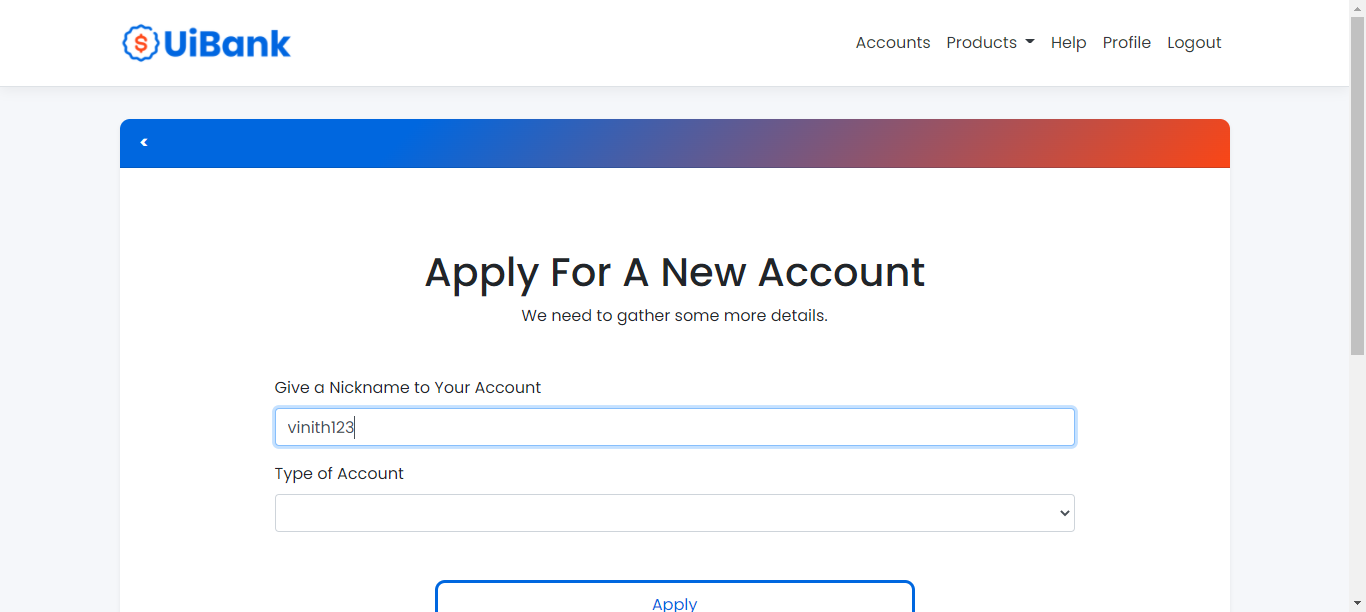 $ UiBank
Accounts Products Help Profile Logout
<
Apply For A New Account
We need to gather some more details.
Give a Nickname to Your Account
vinith123
Type of Account
Apply